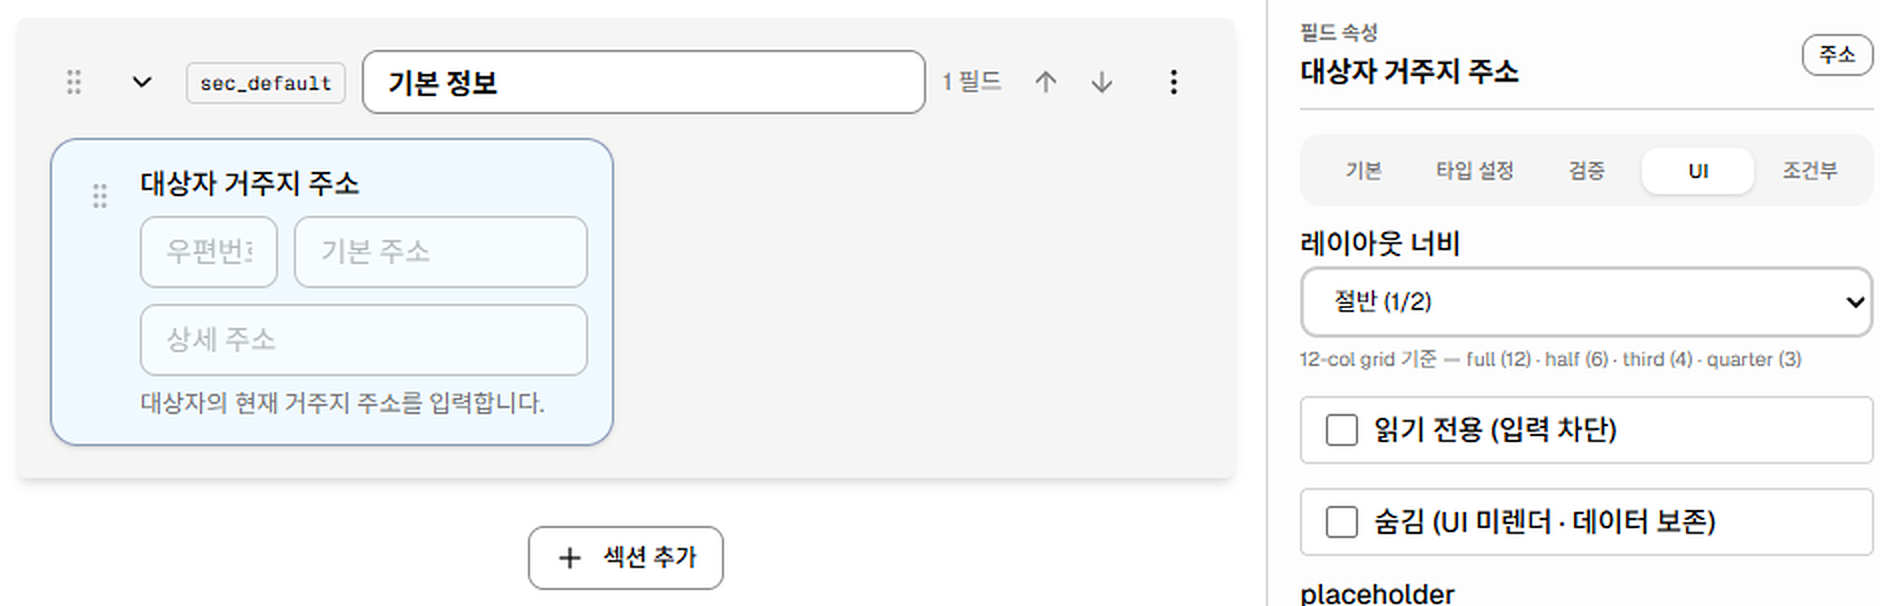 sec_default
기본 정보
1 필드
대상자 거주지 주소
기본 주소
상세 주소
대상자의 현재 거주지 주소를 입력합니다.
섹션 추가
필드 속성
대상자 거주지 주소
주소
기본
타입 설정
검증
UI
조건부
레이아웃 너비
절반 (1/2)
12-col grid 기준 — full (12) · half (6) · third (4) · quarter (3)
읽기 전용 (입력 차단)
숨김 (UI 미렌더 · 데이터 보존)
placeholder